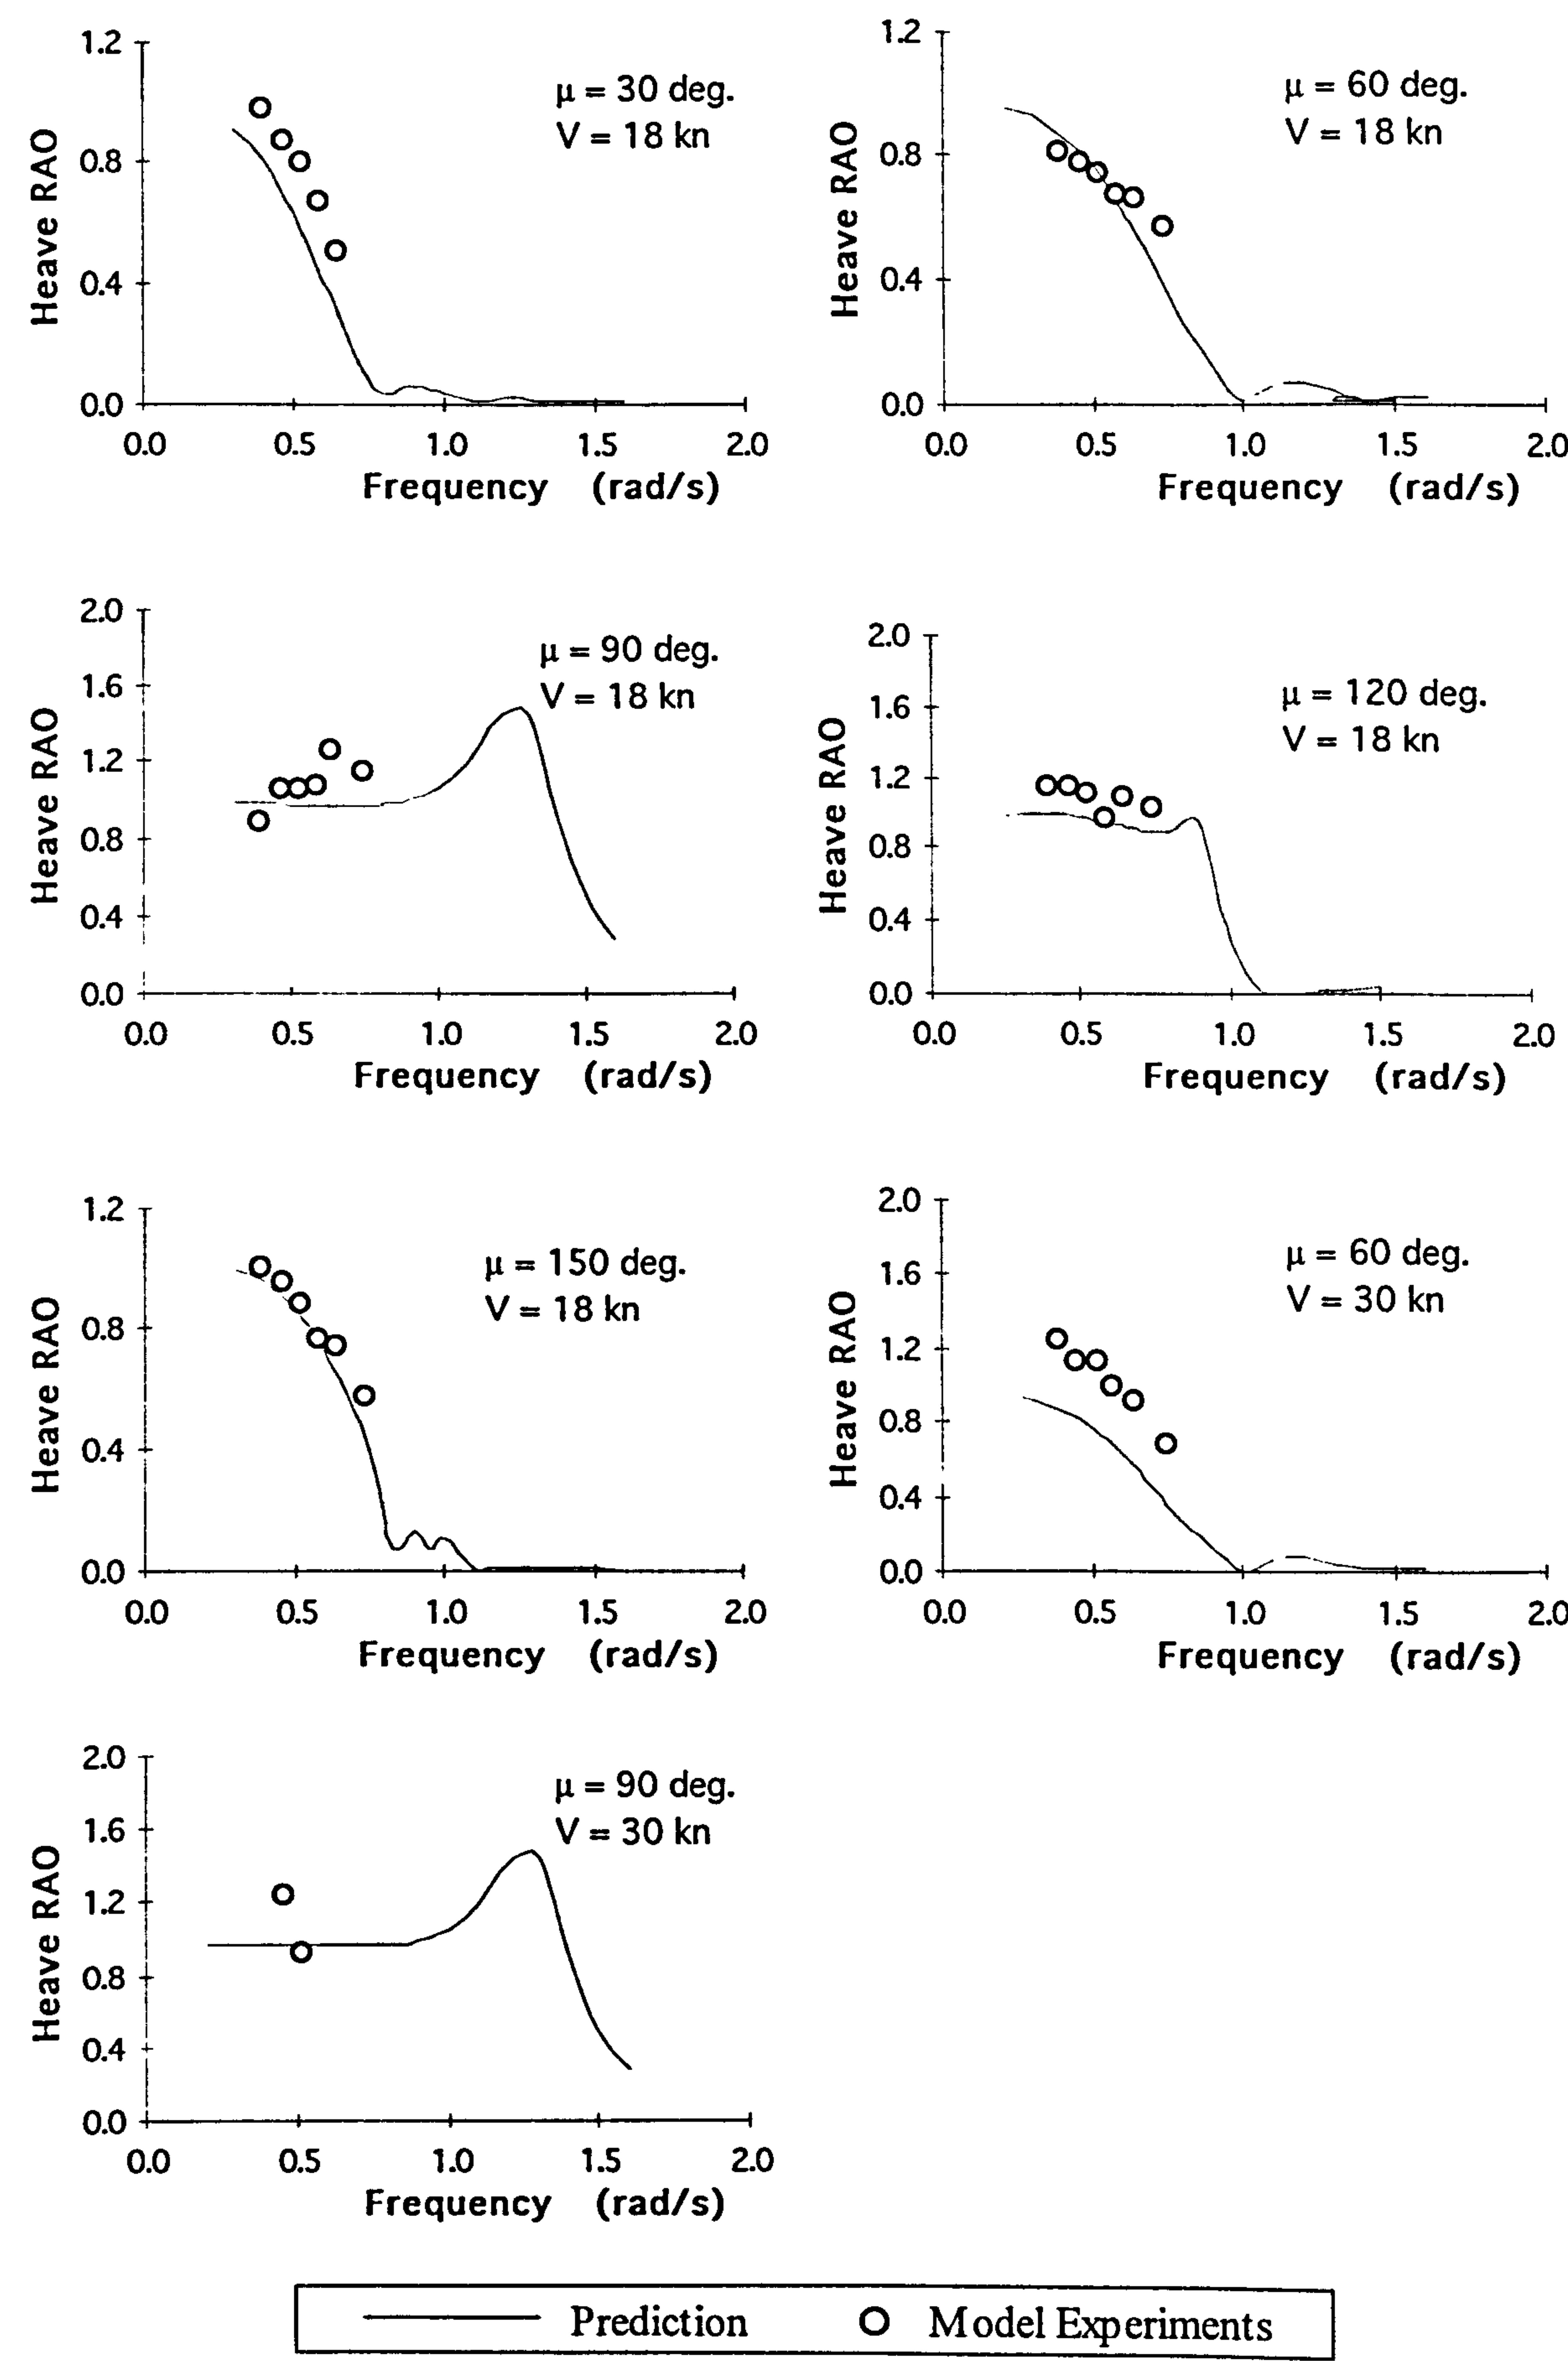 1.2
0.8
0.4
0.0
Heave RAO
μ = 30 deg.
V = 18 kn
0.0 0.5 1.0 1.5 2.0
Frequency (rad/s)
1.2
0.8
0.4
0.0
Heave RAO
μ = 60 deg.
V = 18 kn
0.0 0.5 1.0 1.5 2.0
Frequency (rad/s)
2.0
1.6
1.2
0.8
0.4
0.0
Heave RAO
μ = 90 deg.
V = 18 kn
0.0 0.5 1.0 1.5 2.0
Frequency (rad/s)
2.0
1.6
1.2
0.8
0.4
0.0
Heave RAO
μ = 120 deg.
V = 18 kn
0.0 0.5 1.0 1.5 2.0
Frequency (rad/s)
1.2
0.8
0.4
0.0
Heave RAO
μ = 150 deg.
V = 18 kn
0.0 0.5 1.0 1.5 2.0
Frequency (rad/s)
2.0
1.6
1.2
0.8
0.4
0.0
Heave RAO
μ = 60 deg.
V = 30 kn
0.0 0.5 1.0 1.5 2.0
Frequency (rad/s)
2.0
1.6
1.2
0.8
0.4
0.0
Heave RAO
μ = 90 deg.
V = 30 kn
0.0 0.5 1.0 1.5 2.0
Frequency (rad/s)
Prediction Model Experiments